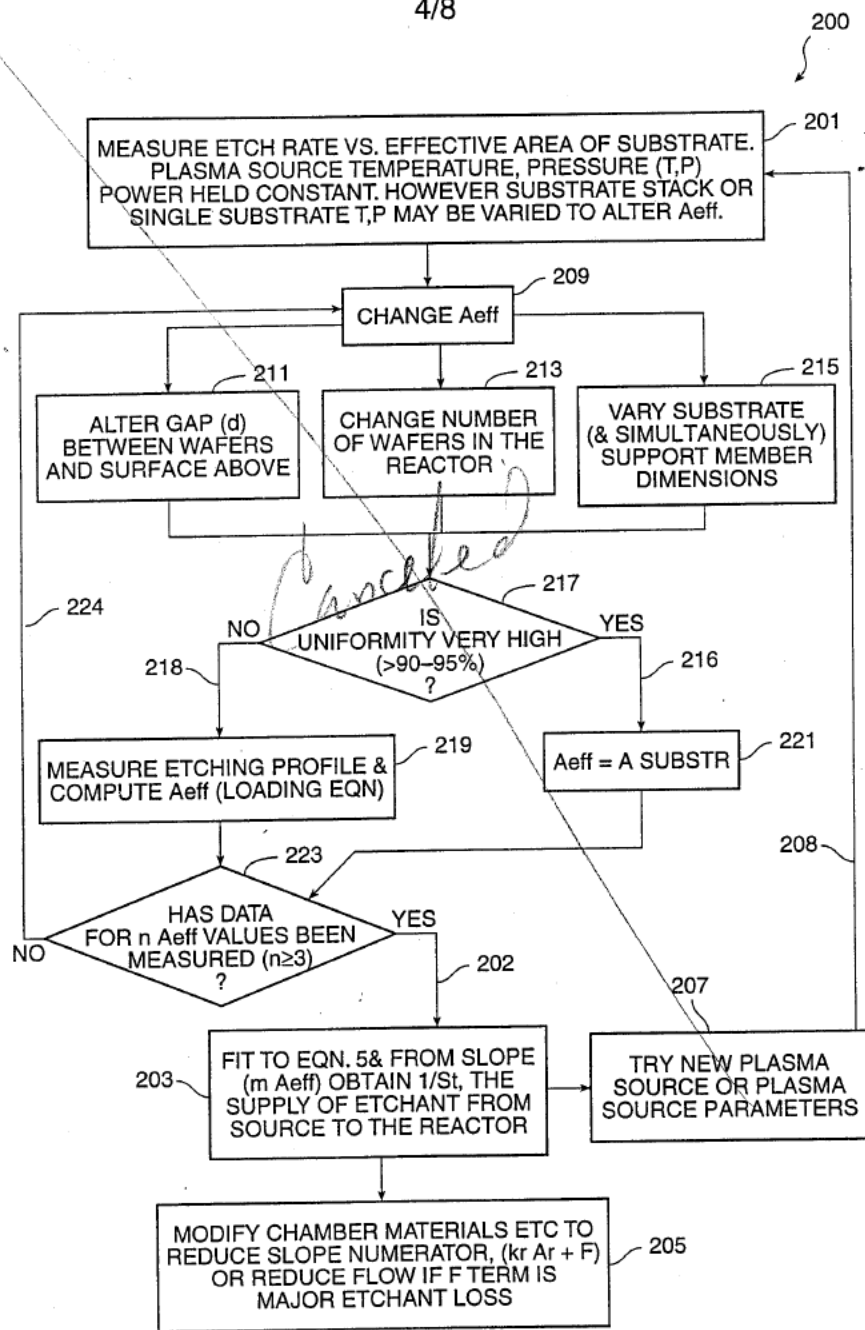 4/8
200
201
MEASURE ETCH RATE VS. EFFECTIVE AREA OF SUBSTRATE.
PLASMA SOURCE TEMPERATURE, PRESSURE (T,P)
POWER HELD CONSTANT. HOWEVER SUBSTRATE STACK OR
SINGLE SUBSTRATE T,P MAY BE VARIED TO ALTER Aeff.
209
CHANGE Aeff
211
ALTER GAP (d)
BETWEEN WAFERS
AND SURFACE ABOVE
213
CHANGE NUMBER
OF WAFERS IN THE
REACTOR
215
VARY SUBSTRATE
(& SIMULTANEOUSLY)
SUPPORT MEMBER
DIMENSIONS
Canceled
224
217
NO
IS
UNIFORMITY VERY HIGH
(>90–95%)
?
YES
218
216
219
MEASURE ETCHING PROFILE &
COMPUTE Aeff (LOADING EQN)
221
Aeff = A SUBSTR
223
208
HAS DATA
FOR n Aeff VALUES BEEN
MEASURED (n≥3)
?
NO
YES
202
203
FIT TO EQN. 5& FROM SLOPE
(m Aeff) OBTAIN 1/St, THE
SUPPLY OF ETCHANT FROM
SOURCE TO THE REACTOR
207
TRY NEW PLASMA
SOURCE OR PLASMA
SOURCE PARAMETERS
MODIFY CHAMBER MATERIALS ETC TO
REDUCE SLOPE NUMERATOR, (kr Ar + F)
OR REDUCE FLOW IF F TERM IS
MAJOR ETCHANT LOSS
205